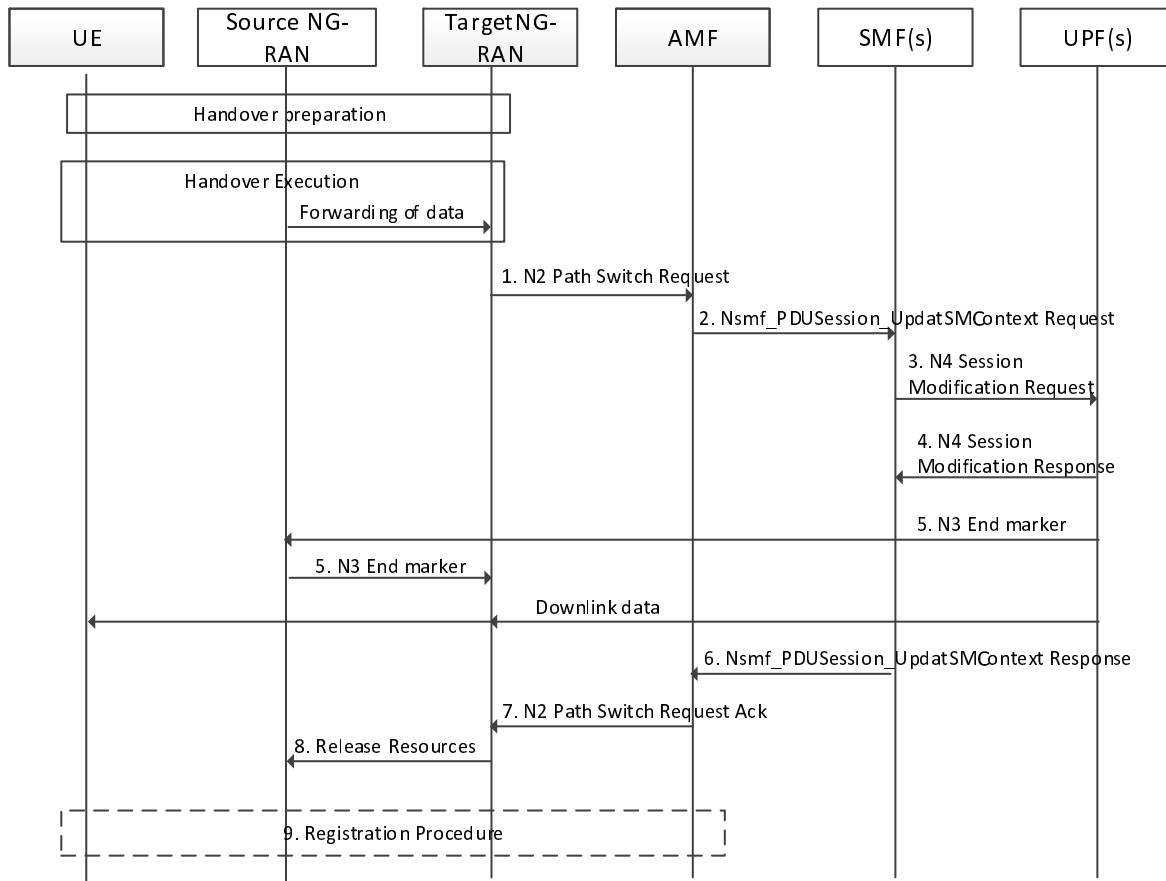 UE
Source NG-
RAN
TargetNG-
RAN
AMF
SMF(s)
UPF(s)
Handover preparation
Handover Execution
Forwarding of data
1. N2 Path Switch Request
2. Nsmf_PDUSession_UpdatSMContext Request
3. N4 Session
Modification Request
4. N4 Session
Modification Response
5. N3 End marker
5. N3 End marker
Downlink data
6. Nsmf_PDUSession_UpdatSMContext Response
7. N2 Path Switch Request Ack
8. Release Resources
9. Registration Procedure